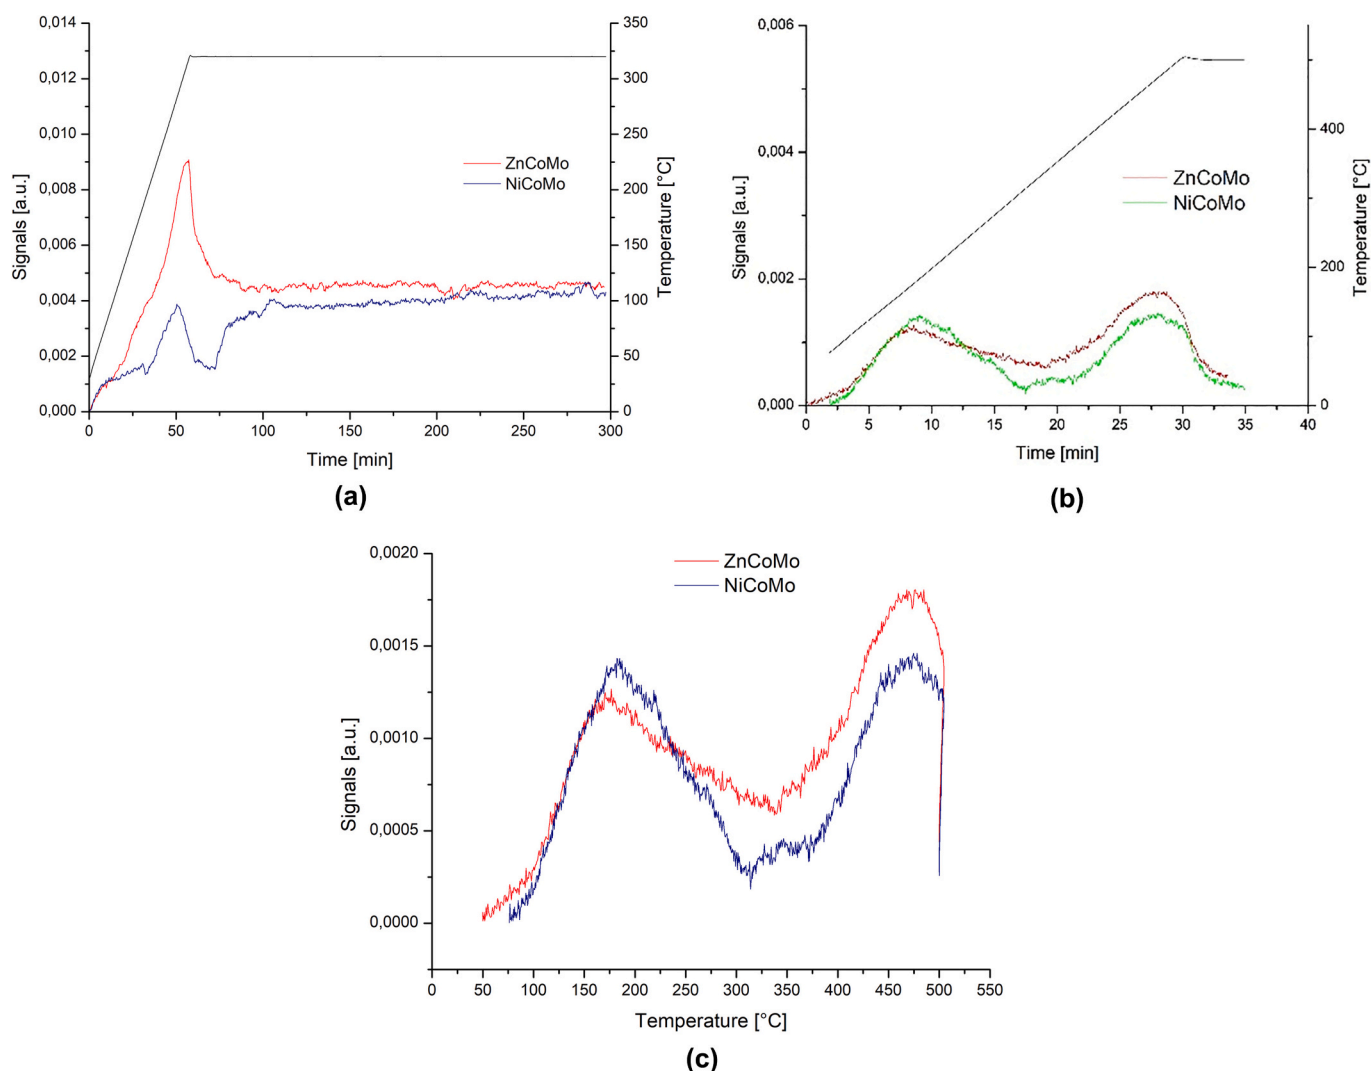 0,014
0,012
0,010
0,008
0,006
0,004
0,002
0,000
Signals [a.u.]
350
300
250
200
150
100
50
0
Temperature [°C]
ZnCoMo
NiCoMo
0 50 100 150 200 250 300
Time [min]
(a)
0,006
0,004
0,002
0,000
Signals [a.u.]
400
200
0
Temperature [°C]
ZnCoMo
NiCoMo
0 5 10 15 20 25 30 35 40
Time [min]
(b)
0,0020
0,0015
0,0010
0,0005
0,0000
Signals [a.u.]
ZnCoMo
NiCoMo
0 50 100 150 200 250 300 350 400 450 500 550
Temperature [°C]
(c)